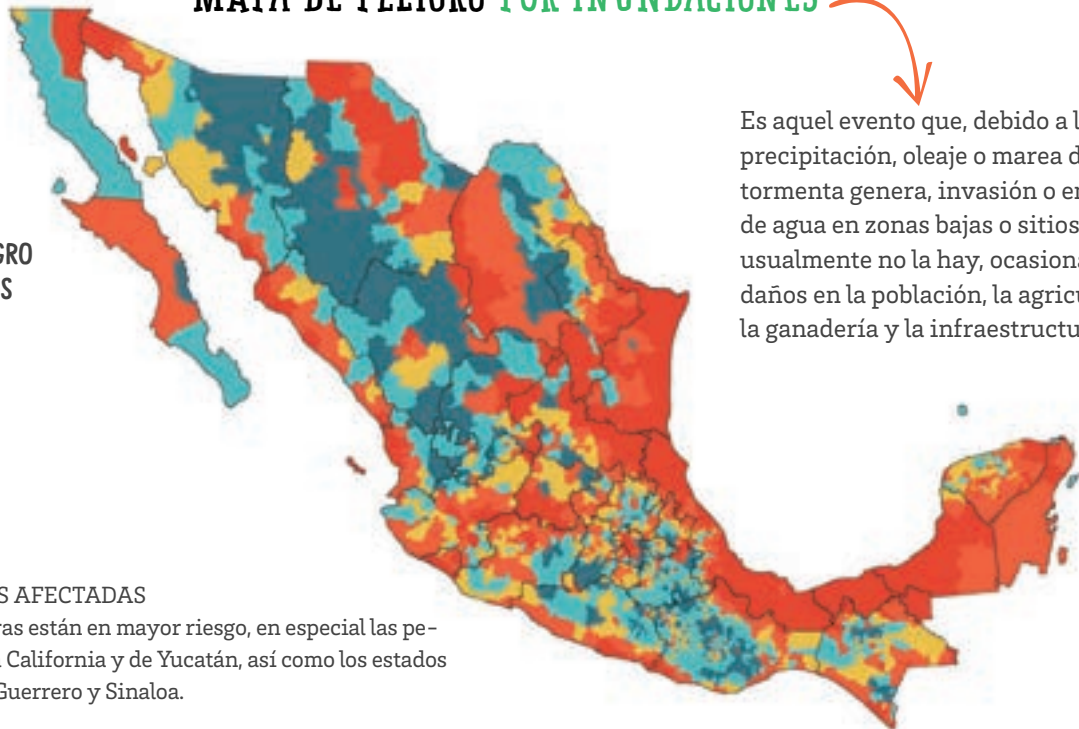 MAPA DE PELIGRO POR INUNDACIONES
Es aquel evento que, debido a l
precipitación, oleaje o marea d
tormenta genera, invasión o en
de agua en zonas bajas o sitios
usualmente no la hay, ocasiona
daños en la población, la agricu
la ganadería y la infraestructu
GRO
S
S AFECTADAS
ras están en mayor riesgo, en especial las pe-
California y de Yucatán, así como los estados
Guerrero y Sinaloa.